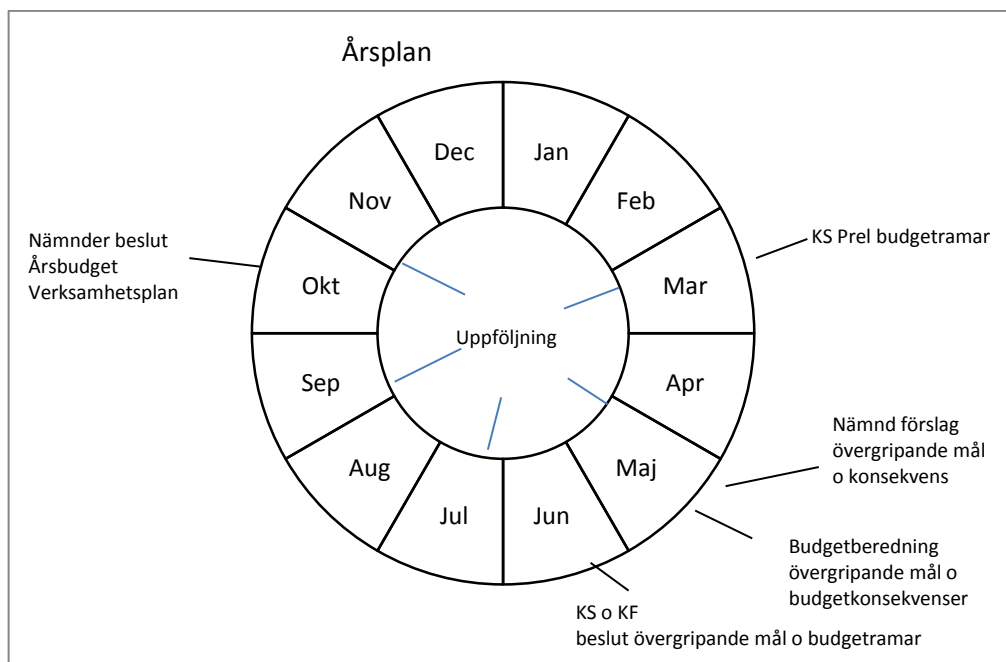 Årsplan
Dec
Jan
Nov
Feb
Nämnder beslut
Årsbudget
Verksamhetsplan
KS Prel budgetramar
Okt
Mar
Uppföljning
Sep
Apr
Nämnd förslag
övergripande mål
o konsekvens
Aug
Maj
Jul
Jun
Budgetberedning
övergripande mål o
budgetkonsekvenser
KS o KF
beslut övergripande mål o budgetramar